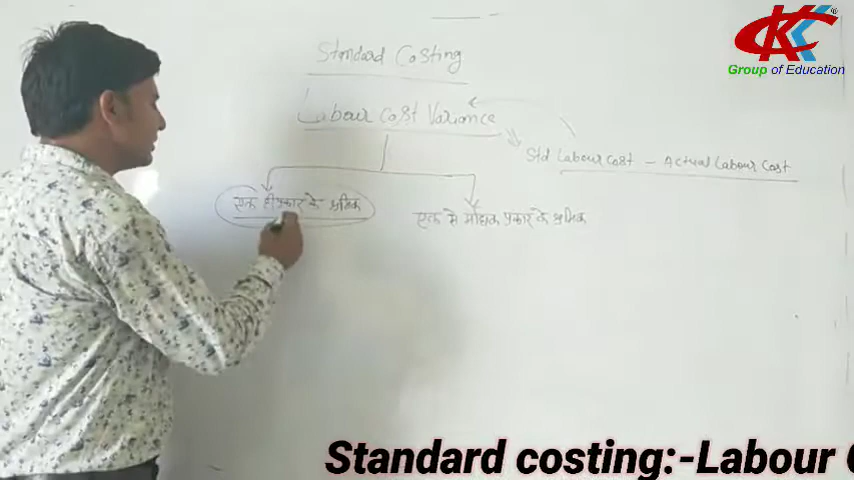 CKK
®
Group of Education
Standard Costing
Labour Cost Variance
Std Labour Cost - Actual Labour Cost
एक ही प्रकार के श्रमिक
एक से अधिक प्रकार के श्रमिक
Standard costing:-Labour C